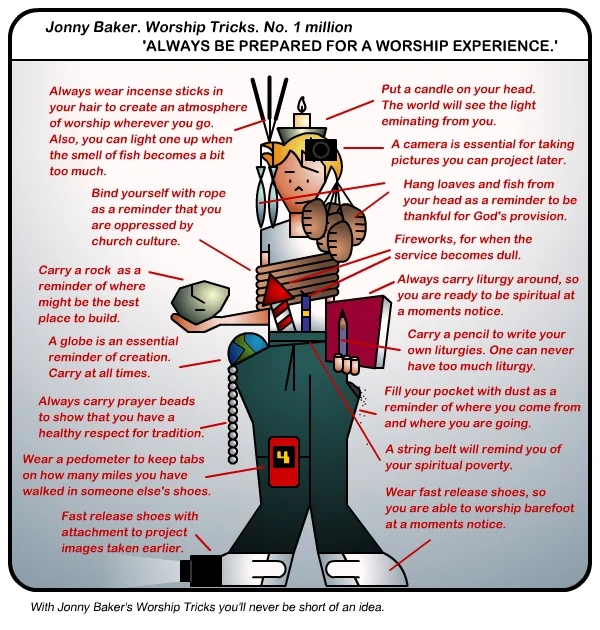 Jonny Baker. Worship Tricks. No. 1 million
'ALWAYS BE PREPARED FOR A WORSHIP EXPERIENCE.'
Always wear incense sticks in
your hair to create an atmosphere
of worship wherever you go.
Also, you can light one up when
the smell of fish becomes a bit
too much.
Put a candle on your head.
The world will see the light
eminating from you.
A camera is essential for taking
pictures you can project later.
Bind yourself with rope
as a reminder that you
are oppressed by
church culture.
Hang loaves and fish from
your head as a reminder to be
thankful for God's provision.
Fireworks, for when the
service becomes dull.
Carry a rock as a
reminder of where
might be the best
place to build.
Always carry liturgy around, so
you are ready to be spiritual at
a moments notice.
A globe is an essential
reminder of creation.
Carry at all times.
Carry a pencil to write your
own liturgies. One can never
have too much liturgy.
Always carry prayer beads
to show that you have a
healthy respect for tradition.
Fill your pocket with dust as a
reminder of where you come from
and where you are going.
Wear a pedometer to keep tabs
on how many miles you have
walked in someone else's shoes.
4
A string belt will remind you of
your spiritual poverty.
Fast release shoes with
attachment to project
images taken earlier.
Wear fast release shoes, so
you are able to worship barefoot
at a moments notice.
With Jonny Baker's Worship Tricks you'll never be short of an idea.